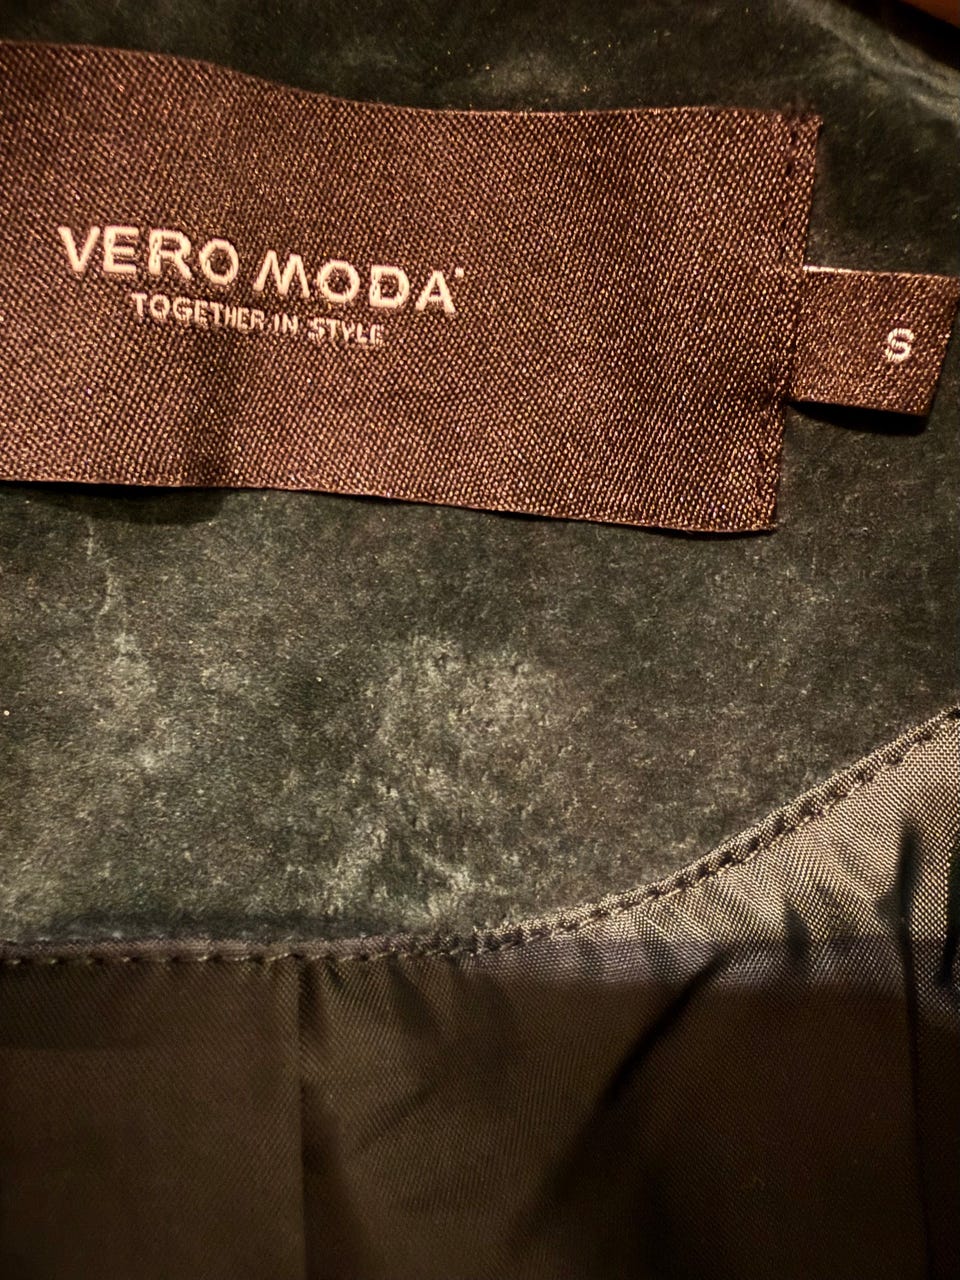 VERO MODA
TOGETHER IN STYLE
S